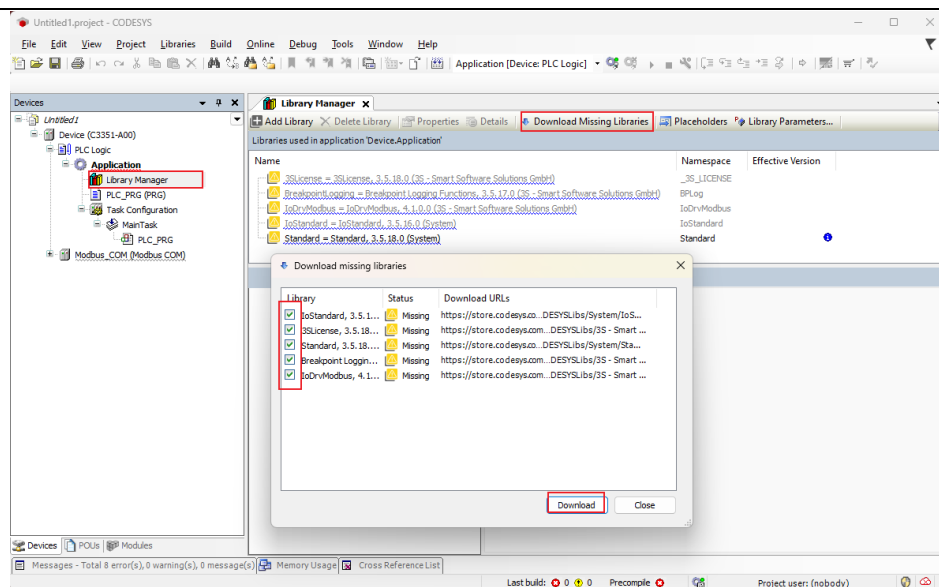 Untitled1.project - CODESYS
File Edit View Project Libraries Build Online Debug Tools Window Help
Application [Device: PLC Logic]
Devices
Library Manager
Untitled1
Add Library Delete Library Properties Details Download Missing Libraries Placeholders Library Parameters...
Device (C3351-A00)
Libraries used in application 'Device.Application'
PLC Logic
Name Namespace Effective Version
Application
3SLicense = 3SLicense, 3.5.18.0 (3S - Smart Software Solutions GmbH) _3S_LICENSE
Library Manager
BreakpointLogging = Breakpoint Logging Functions, 3.5.17.0 (3S - Smart Software Solutions GmbH) BPLog
PLC_PRG (PRG)
IoDrvModbus = IoDrvModbus, 4.1.0.0 (3S - Smart Software Solutions GmbH) IoDrvModbus
Task Configuration
IoStandard = IoStandard, 3.5.16.0 (System) IoStandard
MainTask
Standard = Standard, 3.5.18.0 (System) Standard
PLC_PRG
Modbus_COM (Modbus COM)
Download missing libraries
Library Status Download URLs
IoStandard, 3.5.1... Missing https://store.codesys.co...DESYSLibs/System/IoS...
3SLicense, 3.5.18... Missing https://store.codesys.com...DESYSLibs/3S - Smart ...
Standard, 3.5.18.... Missing https://store.codesys.co...DESYSLibs/System/Sta...
Breakpoint Loggin... Missing https://store.codesys.com...DESYSLibs/3S - Smart ...
IoDrvModbus, 4.1... Missing https://store.codesys.com...DESYSLibs/3S - Smart ...
Download Close
Devices POUs Modules
Messages - Total 8 error(s), 0 warning(s), 0 message(s) Memory Usage Cross Reference List
Last build: 0 0 Precompile Project user: (nobody)